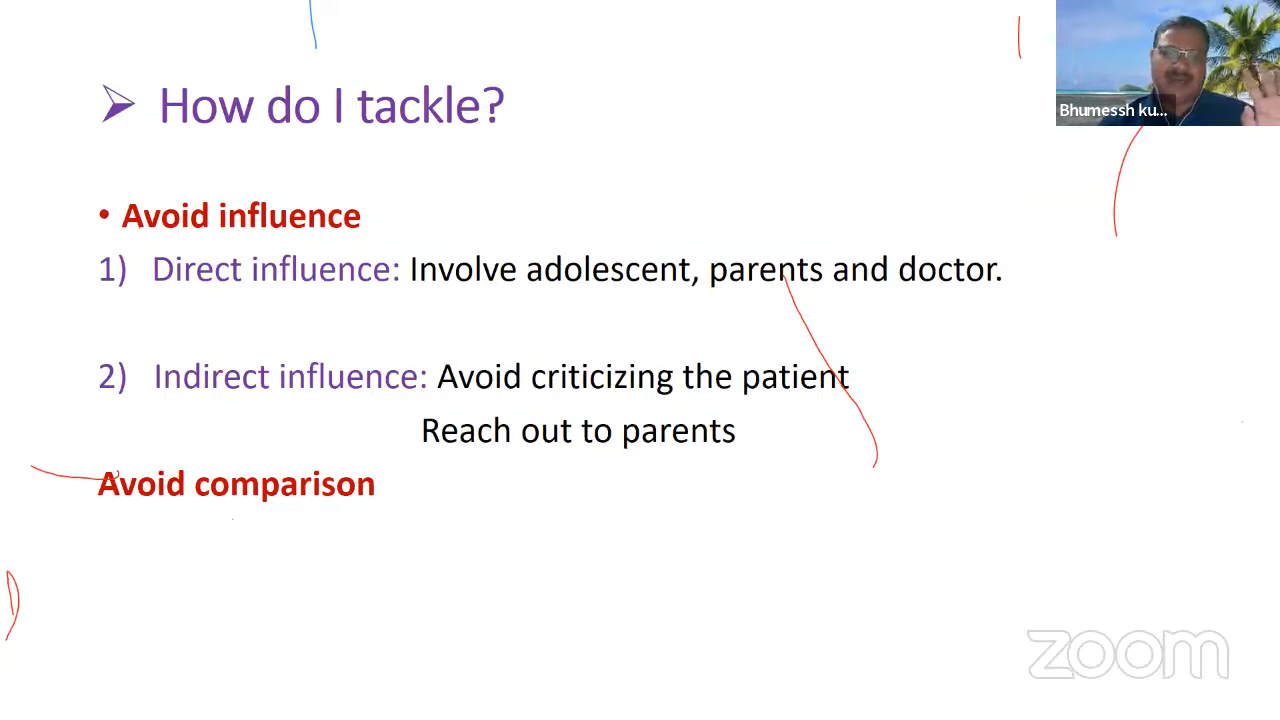 ➢ How do I tackle?
Bhumessh ku...
• Avoid influence
1) Direct influence: Involve adolescent, parents and doctor.
2) Indirect influence: Avoid criticizing the patient
Reach out to parents
Avoid comparison
zoom